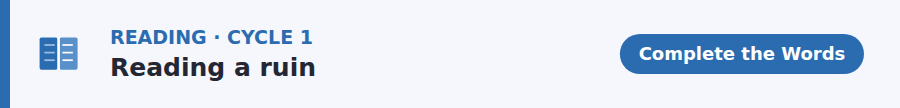 READING · CYCLE 1
Reading a ruin
Complete the Words